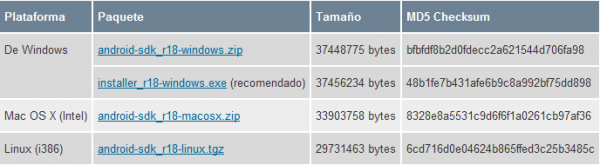 Plataforma Paquete Tamaño MD5 Checksum
De Windows android-sdk_r18-windows.zip 37448775 bytes bfbfdf8b2d0fdecc2a621544d706fa98
installer_r18-windows.exe (recomendado) 37456234 bytes 48b1fe7b431afe6b9c8a992bf75dd898
Mac OS X (Intel) android-sdk_r18-macosx.zip 33903758 bytes 8328e8a5531c9d6f6f1a0261cb97af36
Linux (i386) android-sdk_r18-linux.tgz 29731463 bytes 6cd716d0e04624b865ffed3c25b3485c